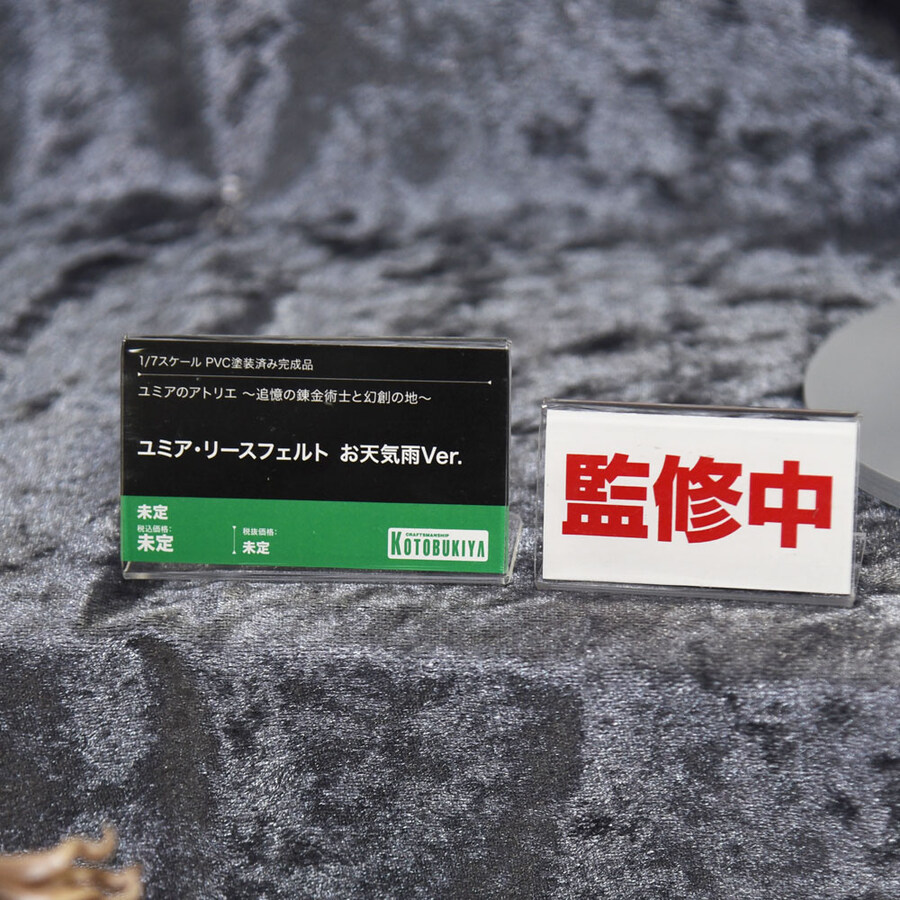 1/7スケール PVC塗装済み完成品
ユミアのアトリエ ～追憶の錬金術士と幻創の地～
ユミア・リースフェルト お天気雨Ver.
未定
税込価格:
未定
税抜価格:
未定
CRAFTSMANSHIP
KOTOBUKIYA
監修中